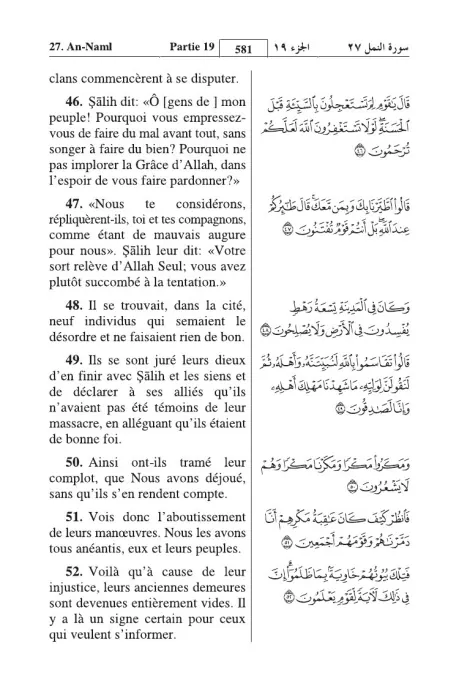 27. An-Naml Partie 19 581 الجزء ١٩ سورة النمل ٢٧
clans commencèrent à se disputer.
46. Ṣāliḥ dit: «Ô [gens de ] mon
peuple! Pourquoi vous empressez-
vous de faire du mal avant tout, sans
songer à faire du bien? Pourquoi ne
pas implorer la Grâce d’Allah, dans
l’espoir de vous faire pardonner?»
47. «Nous te considérons,
répliquèrent-ils, toi et tes compagnons,
comme étant de mauvais augure
pour nous». Ṣāliḥ leur dit: «Votre
sort relève d’Allah Seul; vous avez
plutôt succombé à la tentation.»
48. Il se trouvait, dans la cité,
neuf individus qui semaient le
désordre et ne faisaient rien de bon.
49. Ils se sont juré leurs dieux
d’en finir avec Ṣāliḥ et les siens et
de déclarer à ses alliés qu’ils
n’avaient pas été témoins de leur
massacre, en alléguant qu’ils étaient
de bonne foi.
50. Ainsi ont-ils tramé leur
complot, que Nous avons déjoué,
sans qu’ils s’en rendent compte.
51. Vois donc l’aboutissement
de leurs manœuvres. Nous les avons
tous anéantis, eux et leurs peuples.
52. Voilà qu’à cause de leur
injustice, leurs anciennes demeures
sont devenues entièrement vides. Il
y a là un signe certain pour ceux
qui veulent s’informer.
قَالَ يَٰقَوْمِ لِمَ تَسْتَعْجِلُونَ بِٱلسَّيِّئَةِ قَبْلَ
ٱلْحَسَنَةِۖ لَوْلَا تَسْتَغْفِرُونَ ٱللَّهَ لَعَلَّكُمْ
تُرْحَمُونَ ٤٦
قَالُوا۟ ٱطَّيَّرْنَا بِكَ وَبِمَن مَّعَكَۚ قَالَ طَٰٓئِرُكُمْ
عِندَ ٱللَّهِۖ بَلْ أَنتُمْ قَوْمٌ تُفْتَنُونَ ٤٧
وَكَانَ فِى ٱلْمَدِينَةِ تِسْعَةُ رَهْطٍ
يُفْسِدُونَ فِى ٱلْأَرْضِ وَلَا يُصْلِحُونَ ٤٨
قَالُوا۟ تَقَاسَمُوا۟ بِٱللَّهِ لَنُبَيِّتَنَّهُۥ وَأَهْلَهُۥ ثُمَّ
لَنَقُولَنَّ لِوَلِيِّهِۦ مَا شَهِدْنَا مَهْلِكَ أَهْلِهِۦ
وَإِنَّا لَصَٰدِقُونَ ٤٩
وَمَكَرُوا۟ مَكْرًا وَمَكَرْنَا مَكْرًا وَهُمْ
لَا يَشْعُرُونَ ٥٠
فَٱنظُرْ كَيْفَ كَانَ عَٰقِبَةُ مَكْرِهِمْ أَنَّا
دَمَّرْنَٰهُمْ وَقَوْمَهُمْ أَجْمَعِينَ ٥١
فَتِلْكَ بُيُوتُهُمْ خَاوِيَةًۢ بِمَا ظَلَمُوٓا۟ۗ إِنَّ
فِى ذَٰلِكَ لَءَايَةً لِّقَوْمٍ يَعْلَمُونَ ٥٢